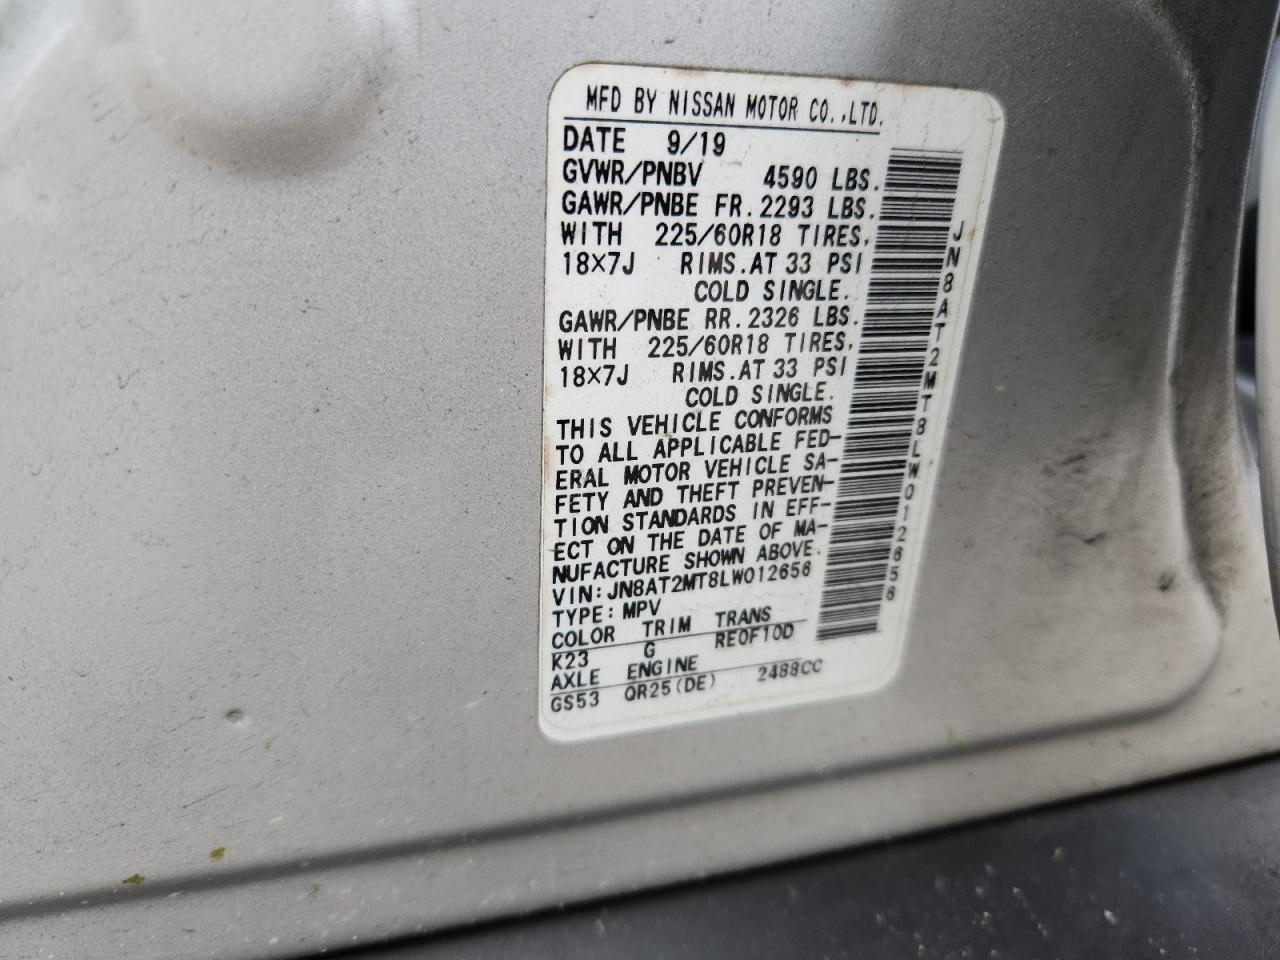 MFD BY NISSAN MOTOR CO.,LTD.
DATE 9/19
GVWR/PNBV 4590 LBS.
GAWR/PNBE FR.2293 LBS.
WITH 225/60R18 TIRES,
18×7J RIMS.AT 33 PSI
COLD SINGLE.
GAWR/PNBE RR.2326 LBS.
WITH 225/60R18 TIRES,
18×7J RIMS.AT 33 PSI
COLD SINGLE.
THIS VEHICLE CONFORMS
TO ALL APPLICABLE FED-
ERAL MOTOR VEHICLE SA-
FETY AND THEFT PREVEN-
TION STANDARDS IN EFF-
ECT ON THE DATE OF MA-
NUFACTURE SHOWN ABOVE.
VIN:JN8AT2MT8LW012656
TYPE:MPV
COLOR TRIM TRANS
K23 G RE0F10D
AXLE ENGINE
GS53 QR25(DE) 2488CC
JN8AT2MT8LW012656